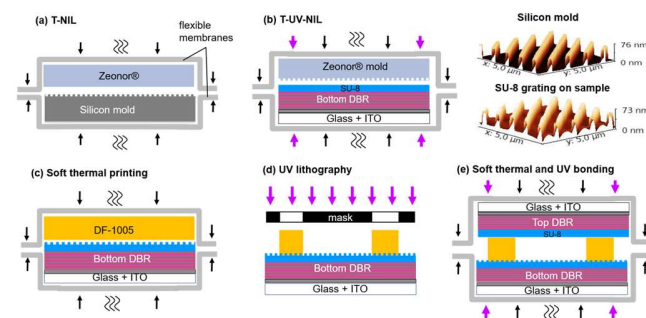 (a) T-NIL
flexible
membranes
Zeonor®
Silicon mold
(b) T-UV-NIL
Zeonor® mold
SU-8
Bottom DBR
Glass + ITO
Silicon mold
76 nm
0 nm
x: 5,0 µm
y: 5,0 µm
SU-8 grating on sample
73 nm
0 nm
x: 5,0 µm
y: 5,0 µm
(c) Soft thermal printing
DF-1005
Bottom DBR
Glass + ITO
(d) UV lithography
mask
Bottom DBR
Glass + ITO
(e) Soft thermal and UV bonding
Glass + ITO
Top DBR
SU-8
Bottom DBR
Glass + ITO